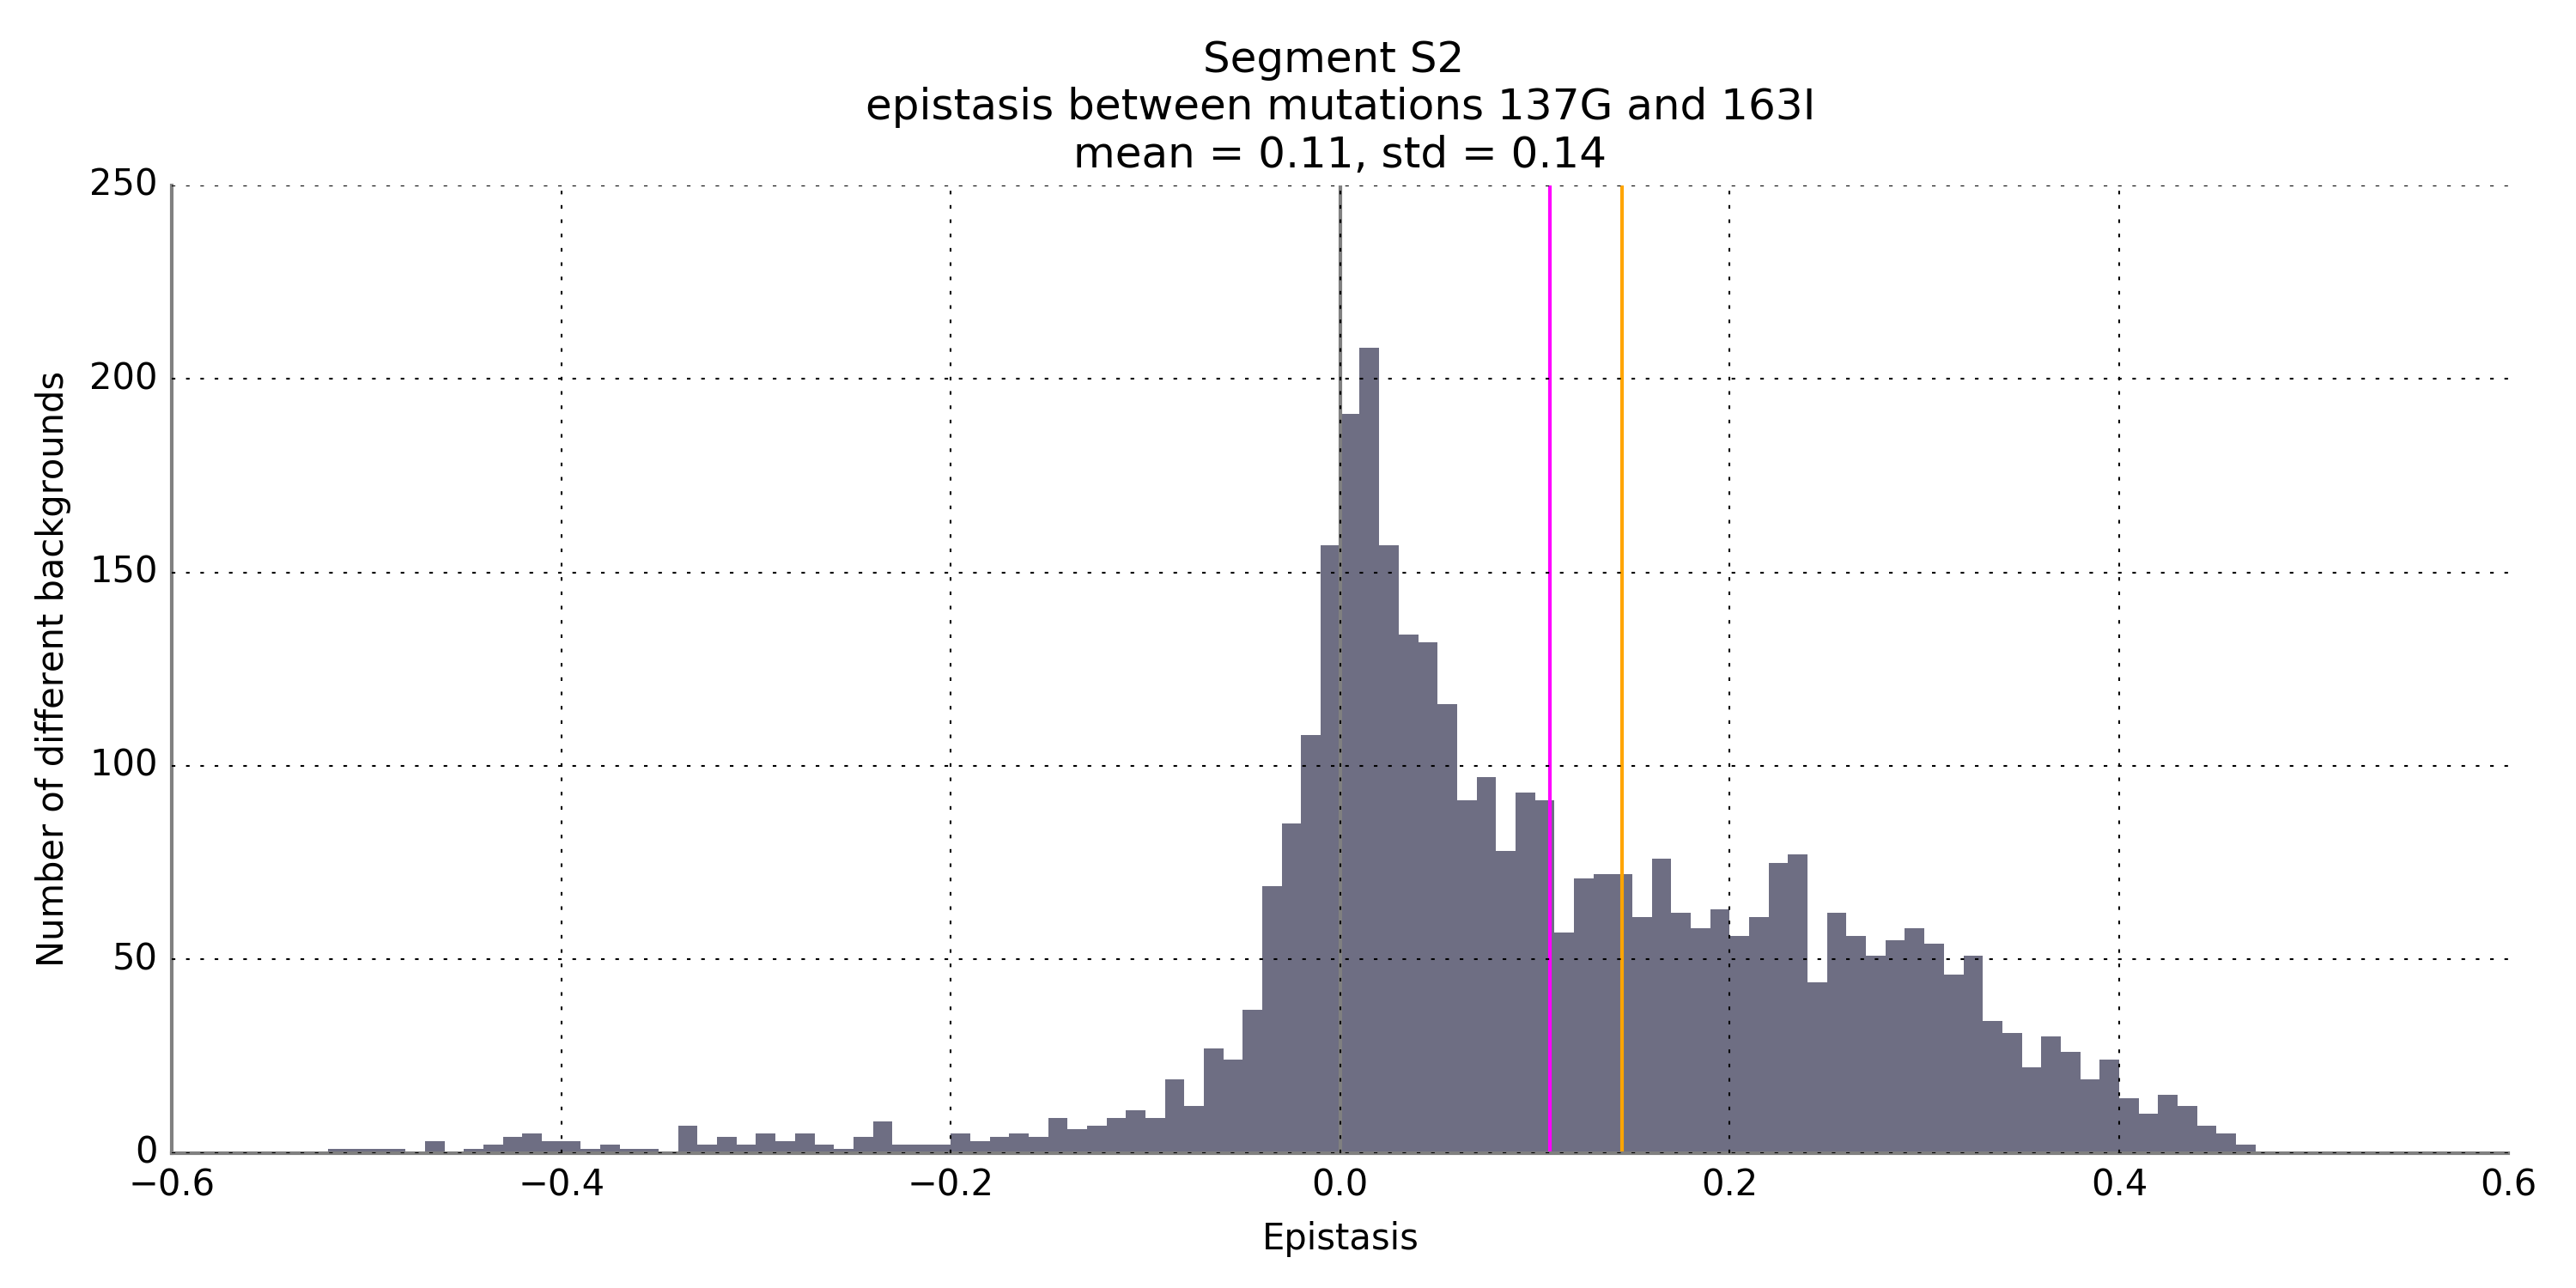 Segment S2
epistasis between mutations 137G and 163I
mean = 0.11, std = 0.14
250
200
150
100
50
0
Number of different backgrounds
−0.6 −0.4 −0.2 0.0 0.2 0.4 0.6
Epistasis